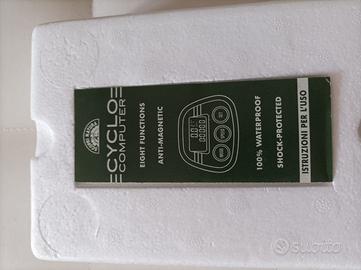 CYCLO
COMPUTER
EIGHT FUNCTIONS
ANTI-MAGNETIC
100% WATERPROOF
SHOCK-PROTECTED
ISTRUZIONI PER L'USO
subito